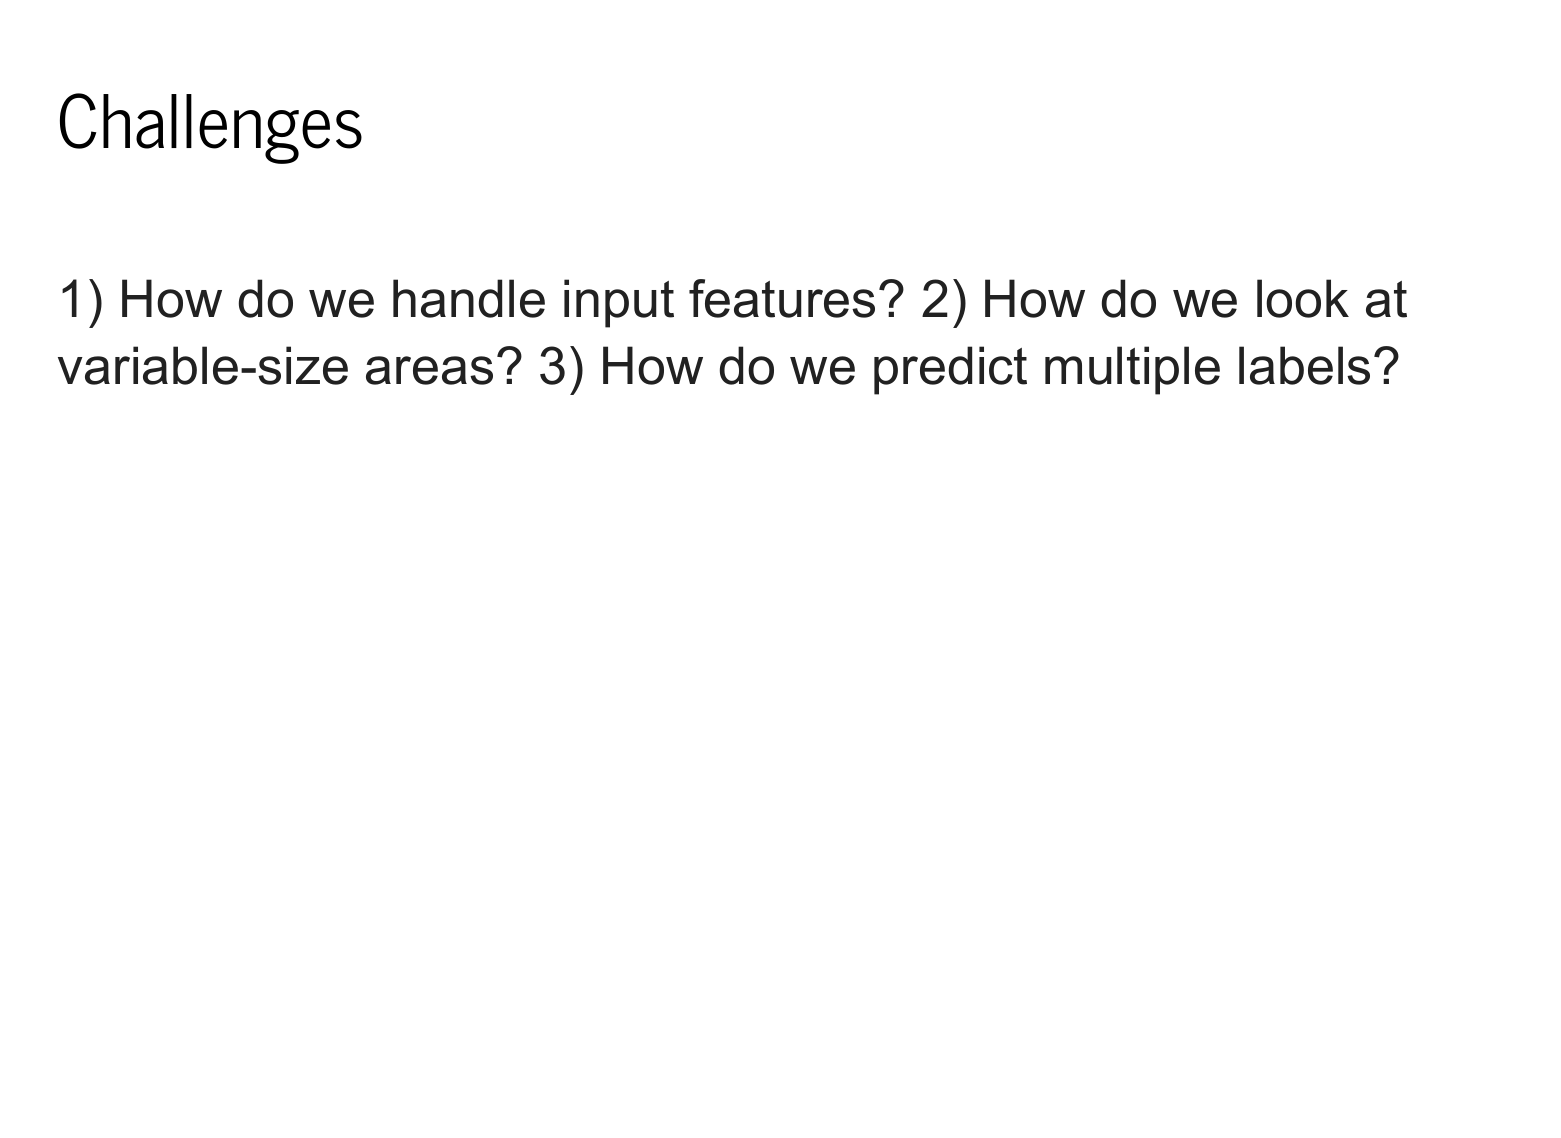 Challenges
1) How do we handle input features? 2) How do we look at
variable-size areas? 3) How do we predict multiple labels?